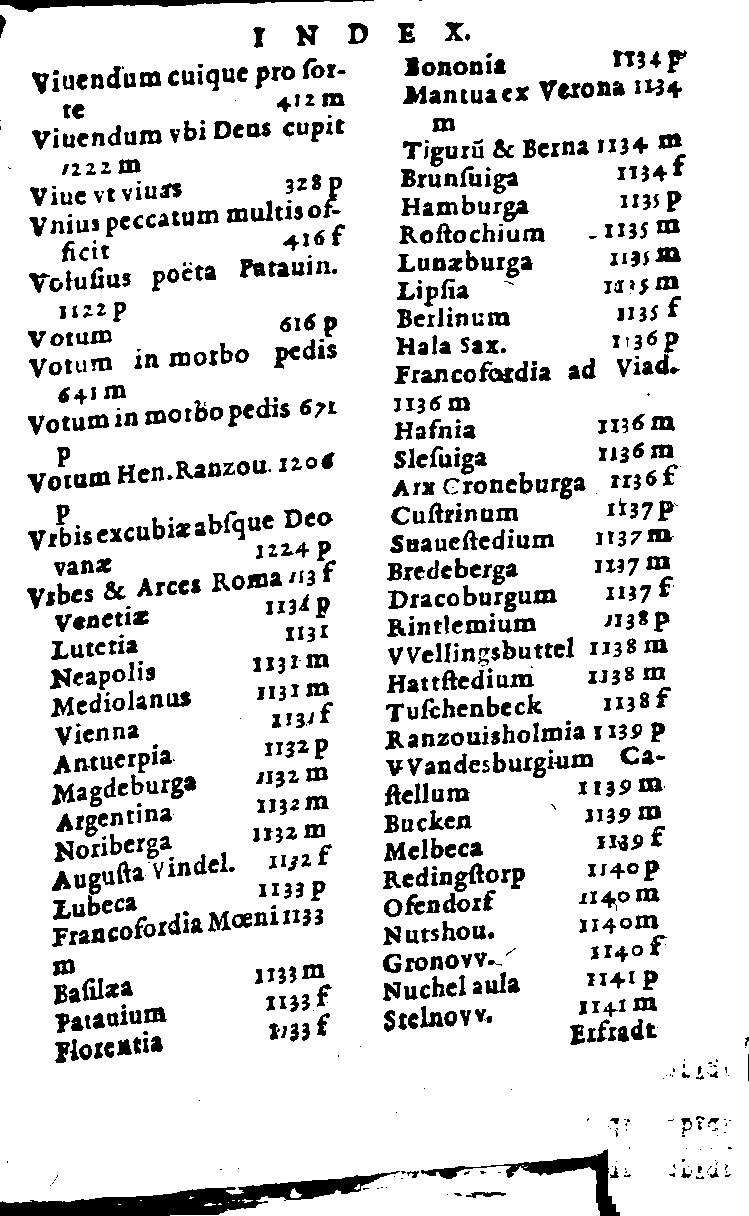 INDEX.
Viuendum cuique pro ſor-
te 412 m
Viuendum vbi Deus cupit
1222 m
Viue vt viuas 328 p
Vnius peccatum multis of-
ficit 416 f
Voluſius poëta Patauin.
1122 p
Votum 616 p
Votum in morbo pedis
641 m
Votum in morbo pedis 671
p
Votum Hen. Ranzou. 1206
p
Vrbis excubiæ abſque Deo
vanæ 1224 p
Vrbes & Arces Roma 113 f
Venetiæ 1131 p
Lutetia 1131
Neapolis 1131 m
Mediolanus 1131 m
Vienna 1131 f
Antuerpia 1132 p
Magdeburga 1132 m
Argentina 1132 m
Noriberga 1132 m
Auguſta Vindel. 1132 f
Lubeca 1133 p
Francofordia Mœni 1133
m
Baſilæa 1133 m
Patauium 1133 f
Florentia 1133 f
Bononia 1134 p
Mantua ex Verona 1134
m
Tigurũ & Berna 1134 m
Brunſuiga 1134 f
Hamburga 1135 p
Roſtochium 1135 m
Lunæburga 1135 m
Lipſia 1135 m
Berlinum 1135 f
Hala Sax. 1136 p
Francofordia ad Viad.
1136 m
Hafnia 1136 m
Sleſuiga 1136 m
Arx Croneburga 1136 f
Cuſtrinum 1137 p
Suaueſtedium 1137 m
Bredeberga 1137 m
Dracoburgum 1137 f
Rintlemium 1138 p
VVellingsbuttel 1138 m
Hattſtedium 1138 m
Tuſchenbeck 1138 f
Ranzouisholmia 1139 p
VVandesburgium Ca-
ſtellum 1139 m
Bucken 1139 m
Melbeca 1139 f
Redingſtorp 1140 p
Ofendorf 1140 m
Nutshou. 1140 m
Gronovv. 1140 f
Nuchel aula 1141 p
Stelnovv. 1141 m
Erfradt